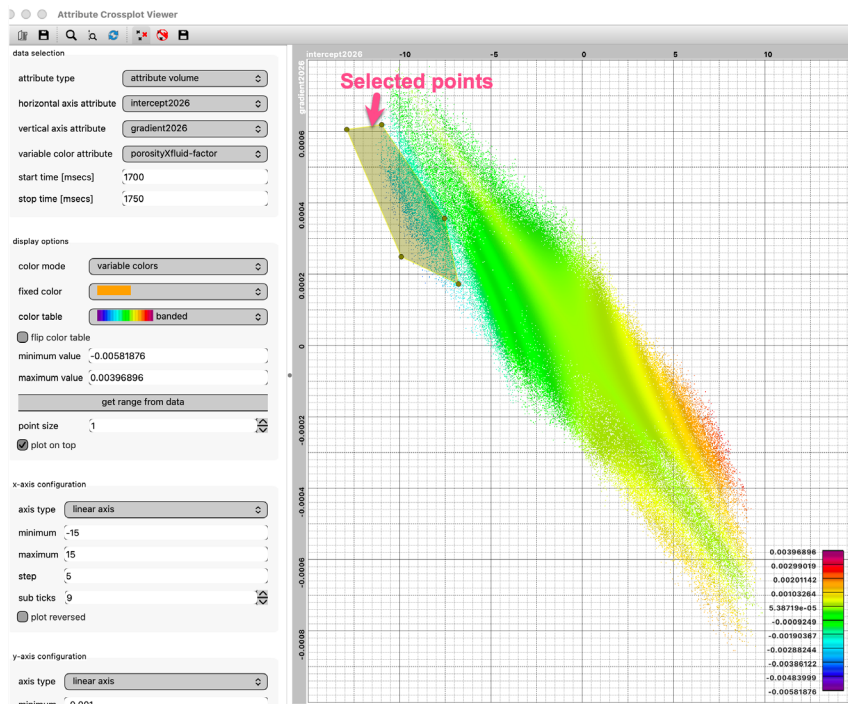 Attribute Crossplot Viewer
data selection
attribute type attribute volume
horizontal axis attribute intercept2026
vertical axis attribute gradient2026
variable color attribute porosityXfluid-factor
start time [msecs] 1700
stop time [msecs] 1750
display options
color mode variable colors
fixed color
color table banded
flip color table
minimum value -0.00581876
maximum value 0.00396896
get range from data
point size 1
plot on top
x-axis configuration
axis type linear axis
minimum -15
maximum 15
step 5
sub ticks 9
plot reversed
y-axis configuration
axis type linear axis
minimum -0.001
intercept2026 -10 -5 0 5 10
gradient2026
0.0006
0.0004
0.0002
0
-0.0002
-0.0004
-0.0006
-0.0008
Selected points
0.00396896
0.00299019
0.00201142
0.00103264
5.38719e-05
-0.0009249
-0.00190367
-0.00288244
-0.00386122
-0.00483999
-0.00581876